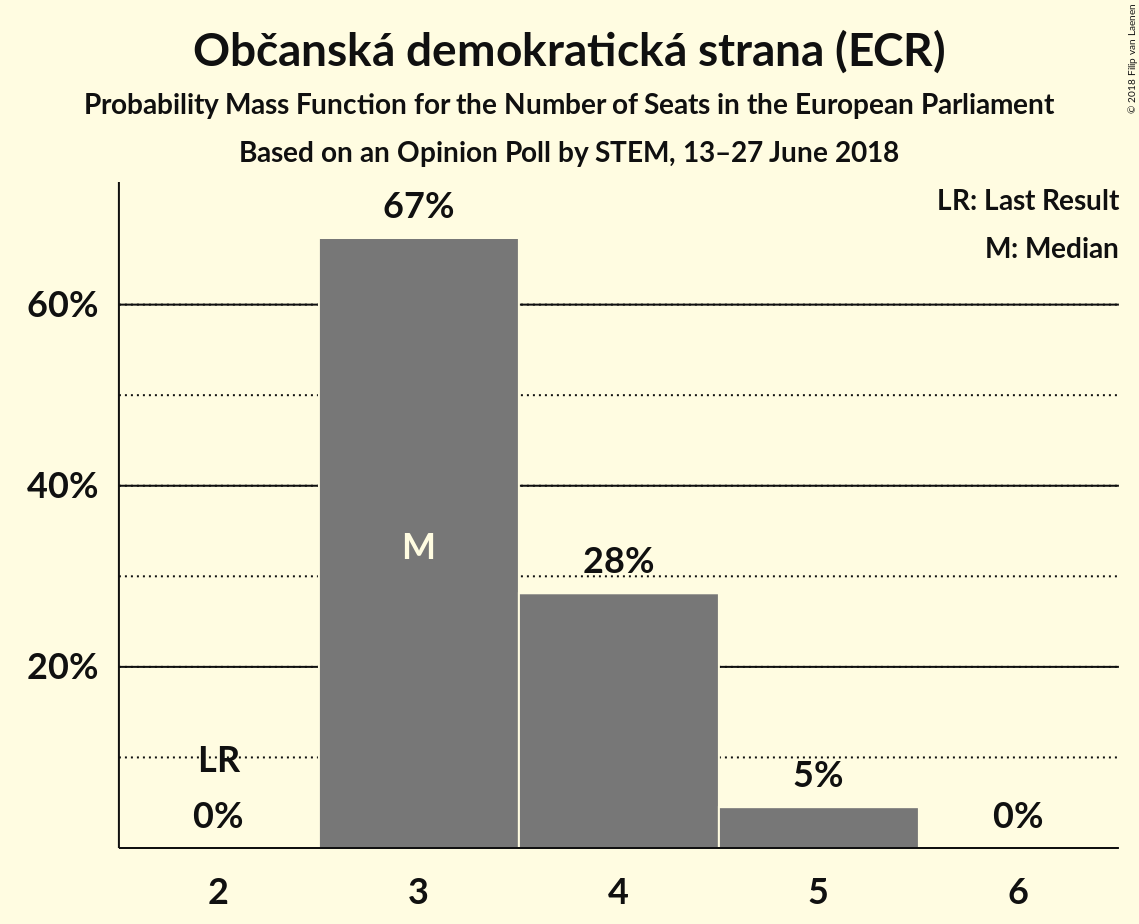 Občanská demokratická strana (ECR)
Probability Mass Function for the Number of Seats in the European Parliament
Based on an Opinion Poll by STEM, 13–27 June 2018
© 2018 Filip van Laenen
LR: Last Result
M: Median
67%
60%
40%
M
28%
20%
LR
5%
0%
0%
2 3 4 5 6